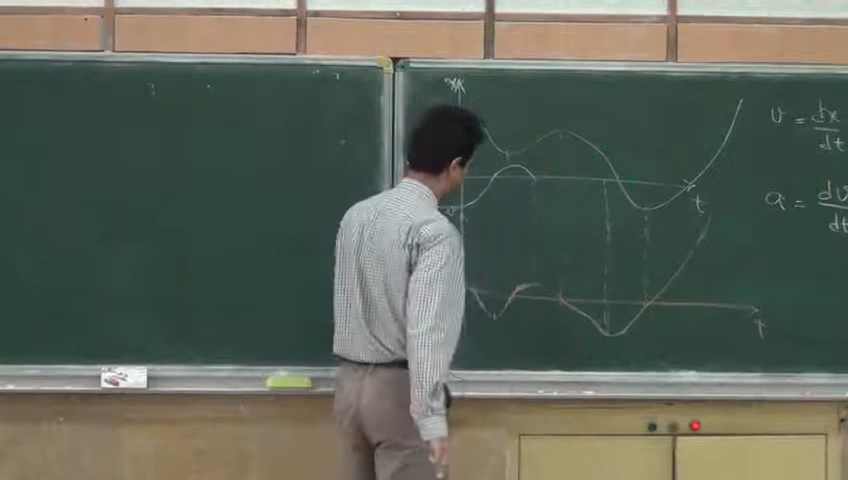 x
v = dx
dt
t
a = dv
dt
t